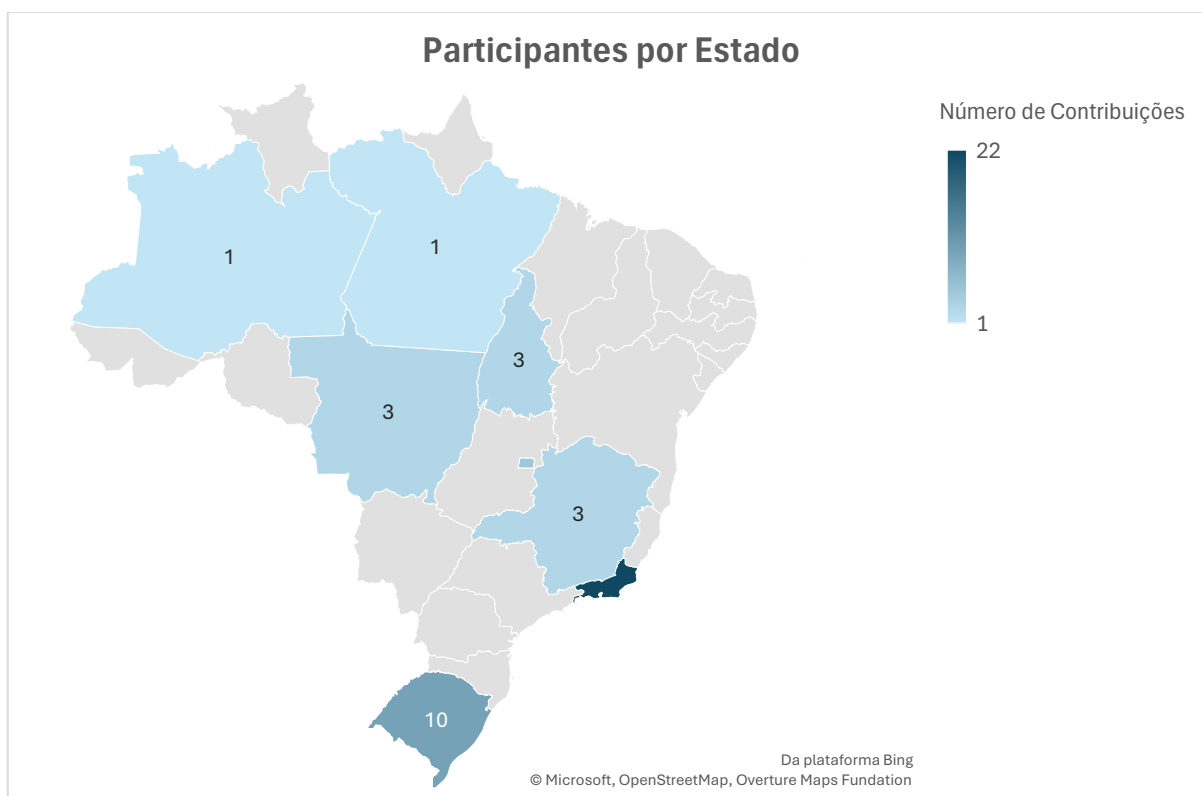 Participantes por Estado
Número de Contribuições
22
1
1
1
3
3
3
10
Da plataforma Bing
© Microsoft, OpenStreetMap, Overture Maps Fundation